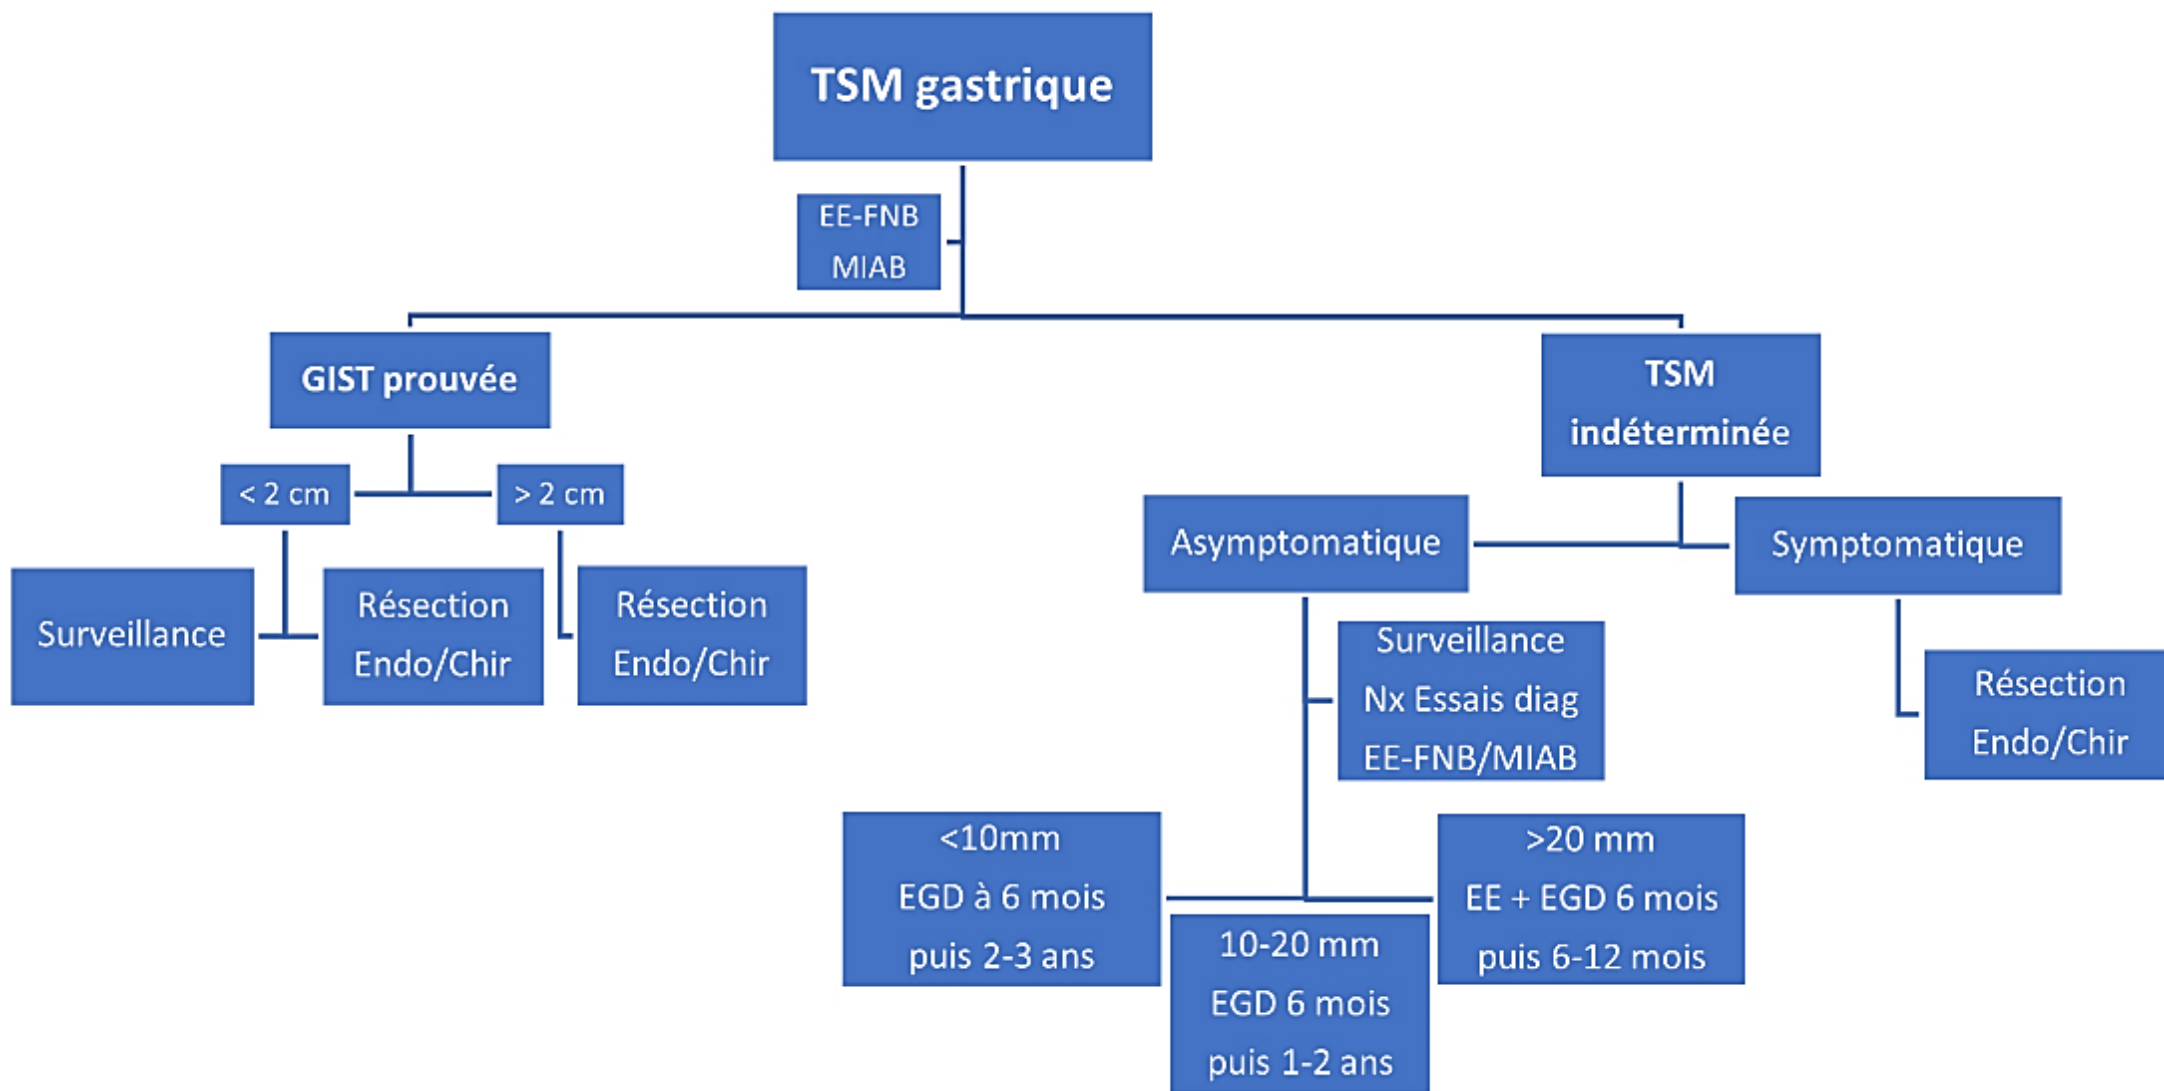 TSM gastrique
EE-FNB
MIAB
GIST prouvée
TSM
indéterminée
< 2 cm
> 2 cm
Asymptomatique
Symptomatique
Surveillance
Résection
Endo/Chir
Résection
Endo/Chir
Surveillance
Nx Essais diag
EE-FNB/MIAB
Résection
Endo/Chir
<10mm
EGD à 6 mois
puis 2-3 ans
10-20 mm
EGD 6 mois
puis 1-2 ans
>20 mm
EE + EGD 6 mois
puis 6-12 mois